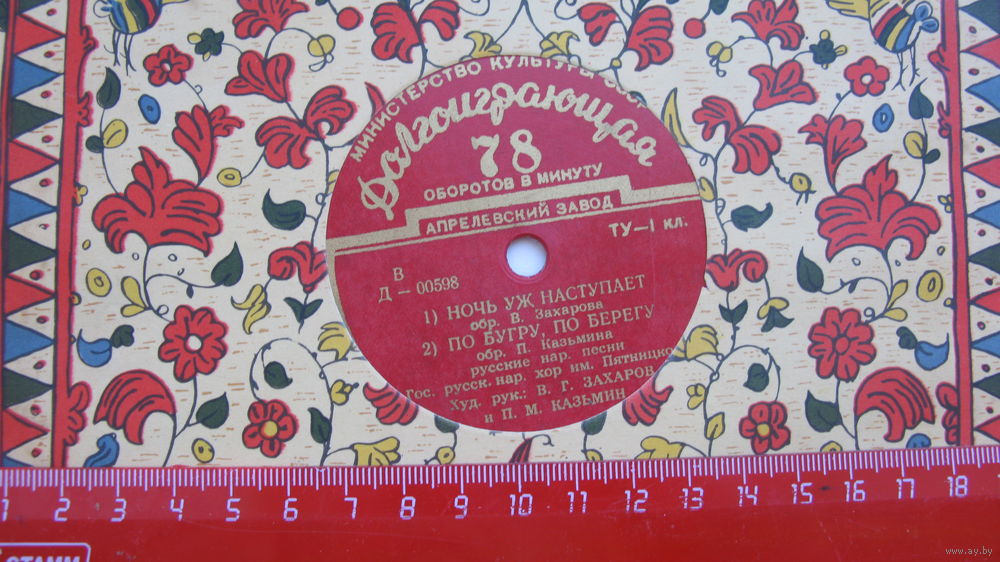 МИНИСТЕРСТВО КУЛЬТУРЫ
Долгоиграющая
78
ОБОРОТОВ В МИНУТУ
АПРЕЛЕВСКИЙ ЗАВОД
ТУ—1 кл.
В
Д — 00598
1) НОЧЬ УЖ НАСТУПАЕТ
обр. В. Захарова
2) ПО БУГРУ, ПО БЕРЕГУ
обр. П. Казьмина
русские нар. песни
Гос. русск. нар. хор им. Пятницко
Худ. рук.: В. Г. ЗАХАРОВ
и П. М. КАЗЬМИН
1 2 3 4 5 6 7 8 9 10 11 12 13 14 15 16 17 18
СТАММ
www.ay.by